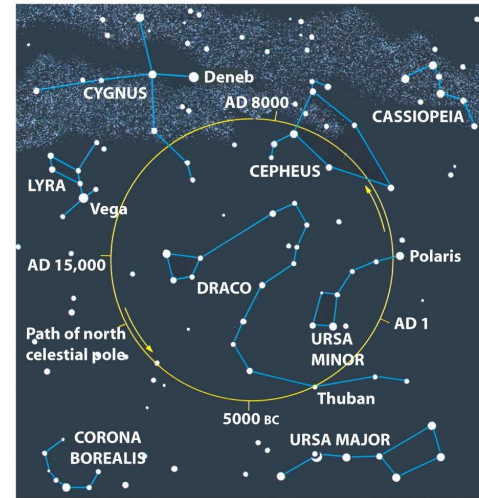 Deneb
CYGNUS
AD 8000
CASSIOPEIA
CEPHEUS
LYRA
Vega
AD 15,000
Polaris
DRACO
AD 1
Path of north
celestial pole
URSA
MINOR
Thuban
5000 BC
CORONA
BOREALIS
URSA MAJOR